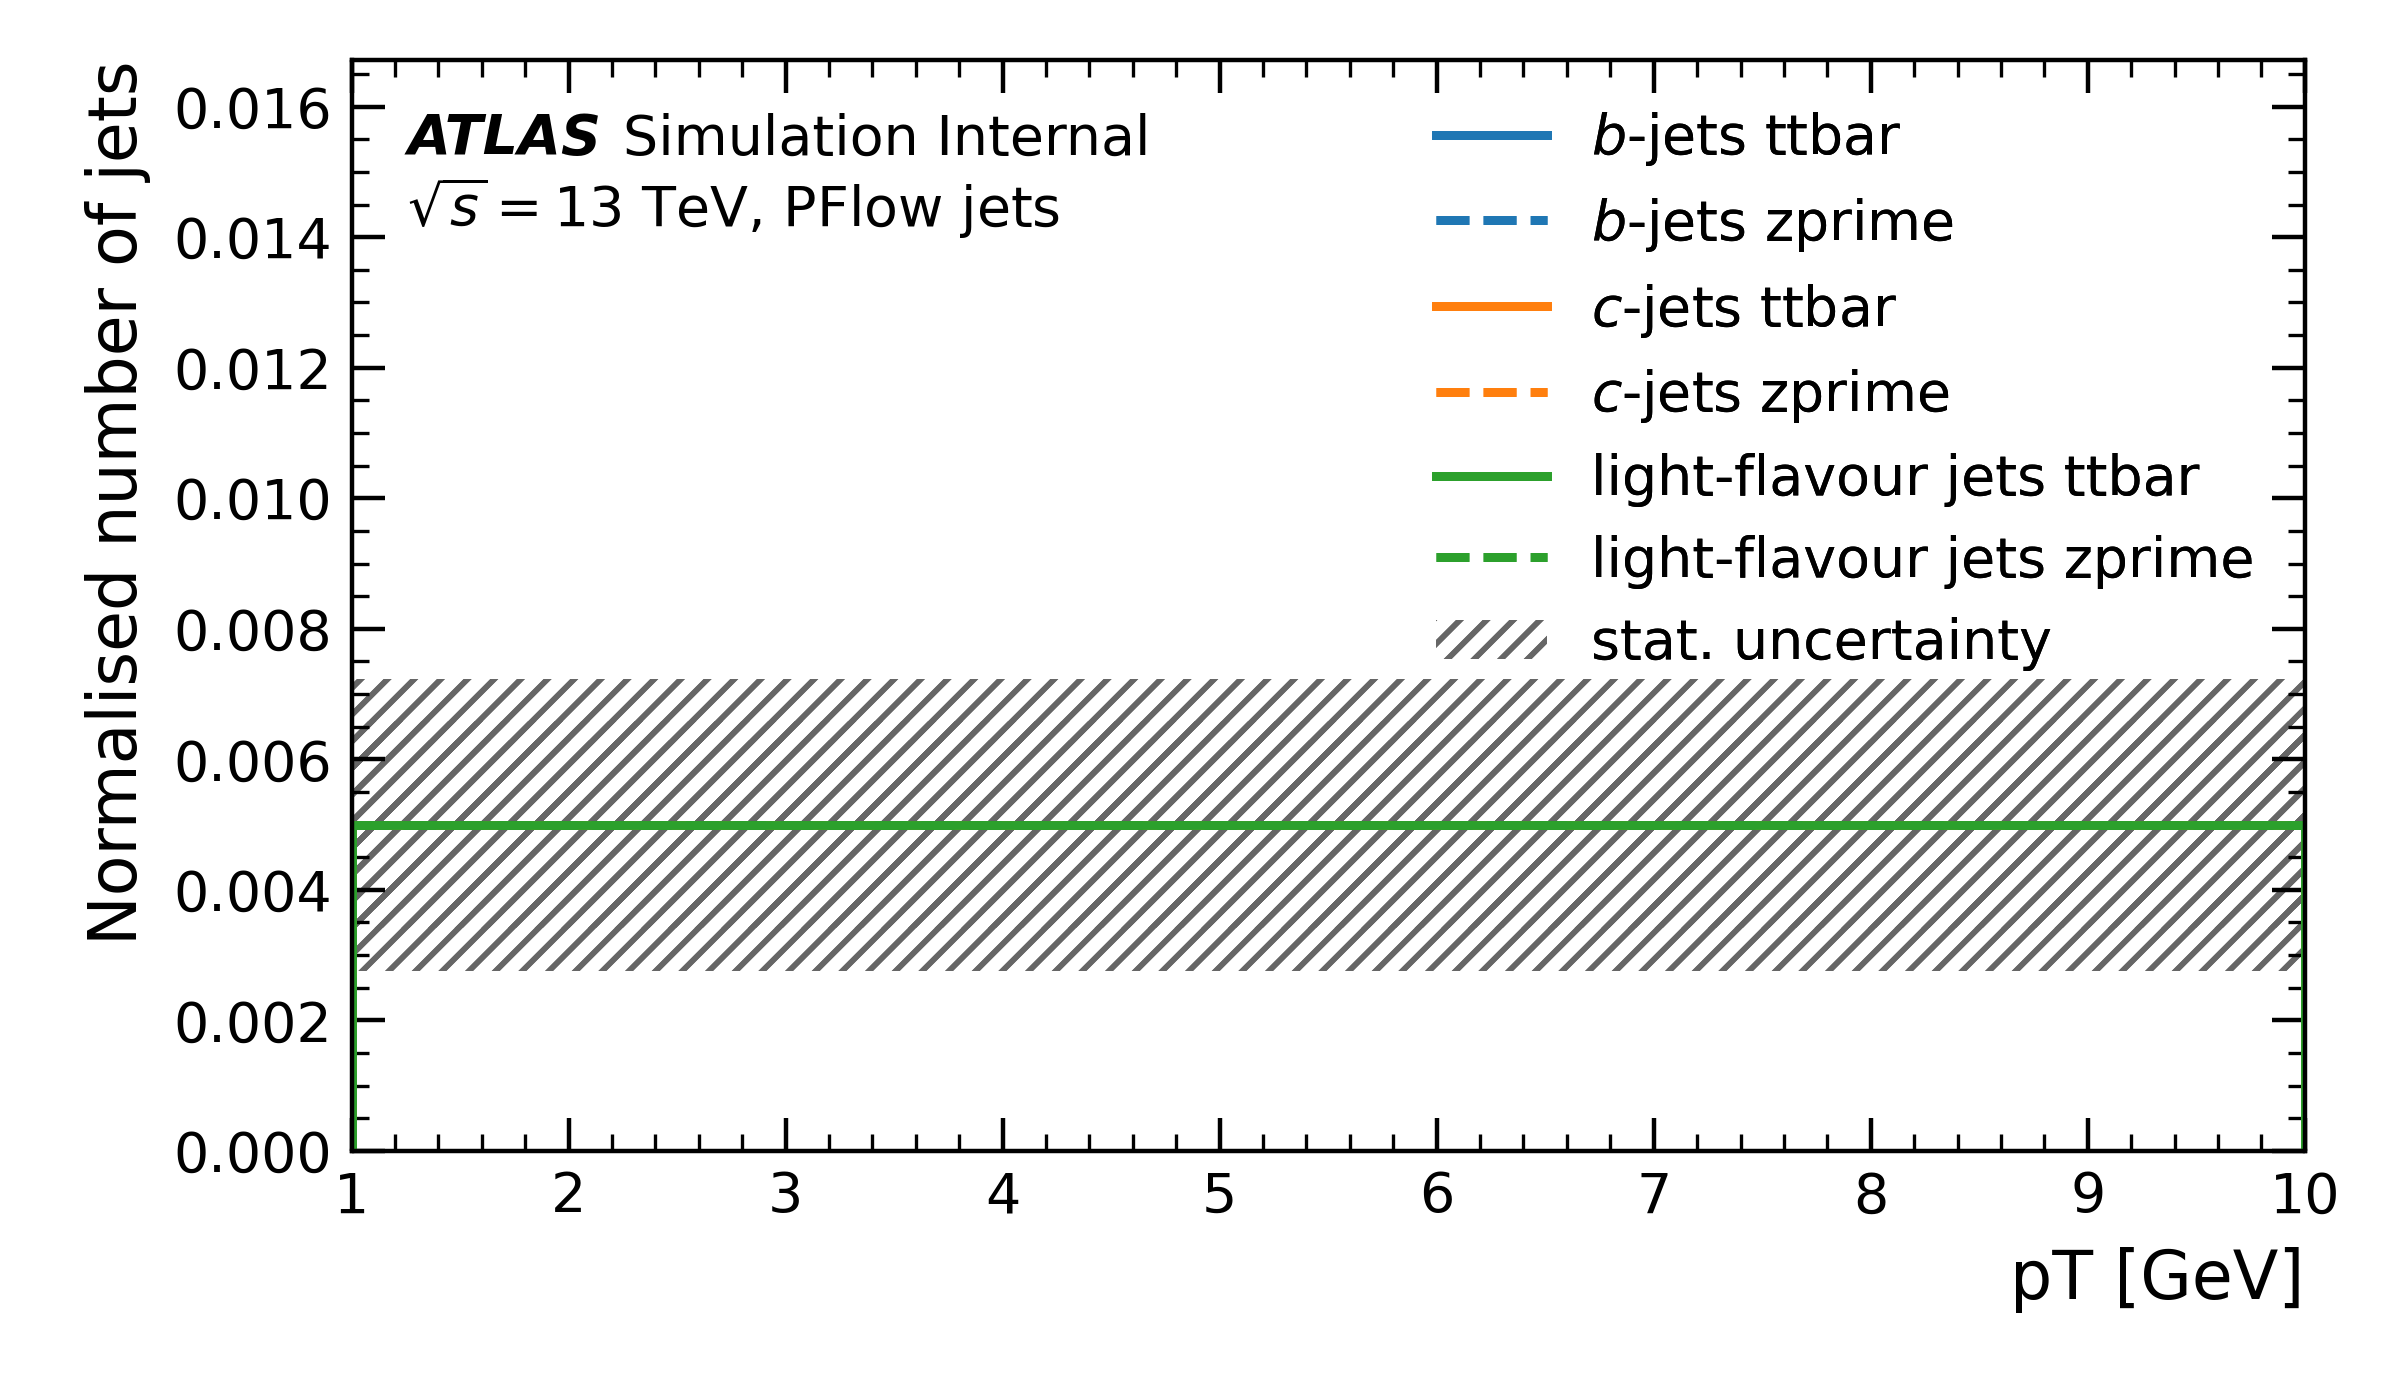 Normalised number of jets
0.016
0.014
0.012
0.010
0.008
0.006
0.004
0.002
0.000
ATLAS Simulation Internal
√s = 13 TeV, PFlow jets
b-jets ttbar
b-jets zprime
c-jets ttbar
c-jets zprime
light-flavour jets ttbar
light-flavour jets zprime
stat. uncertainty
1 2 3 4 5 6 7 8 9 10
pT [GeV]